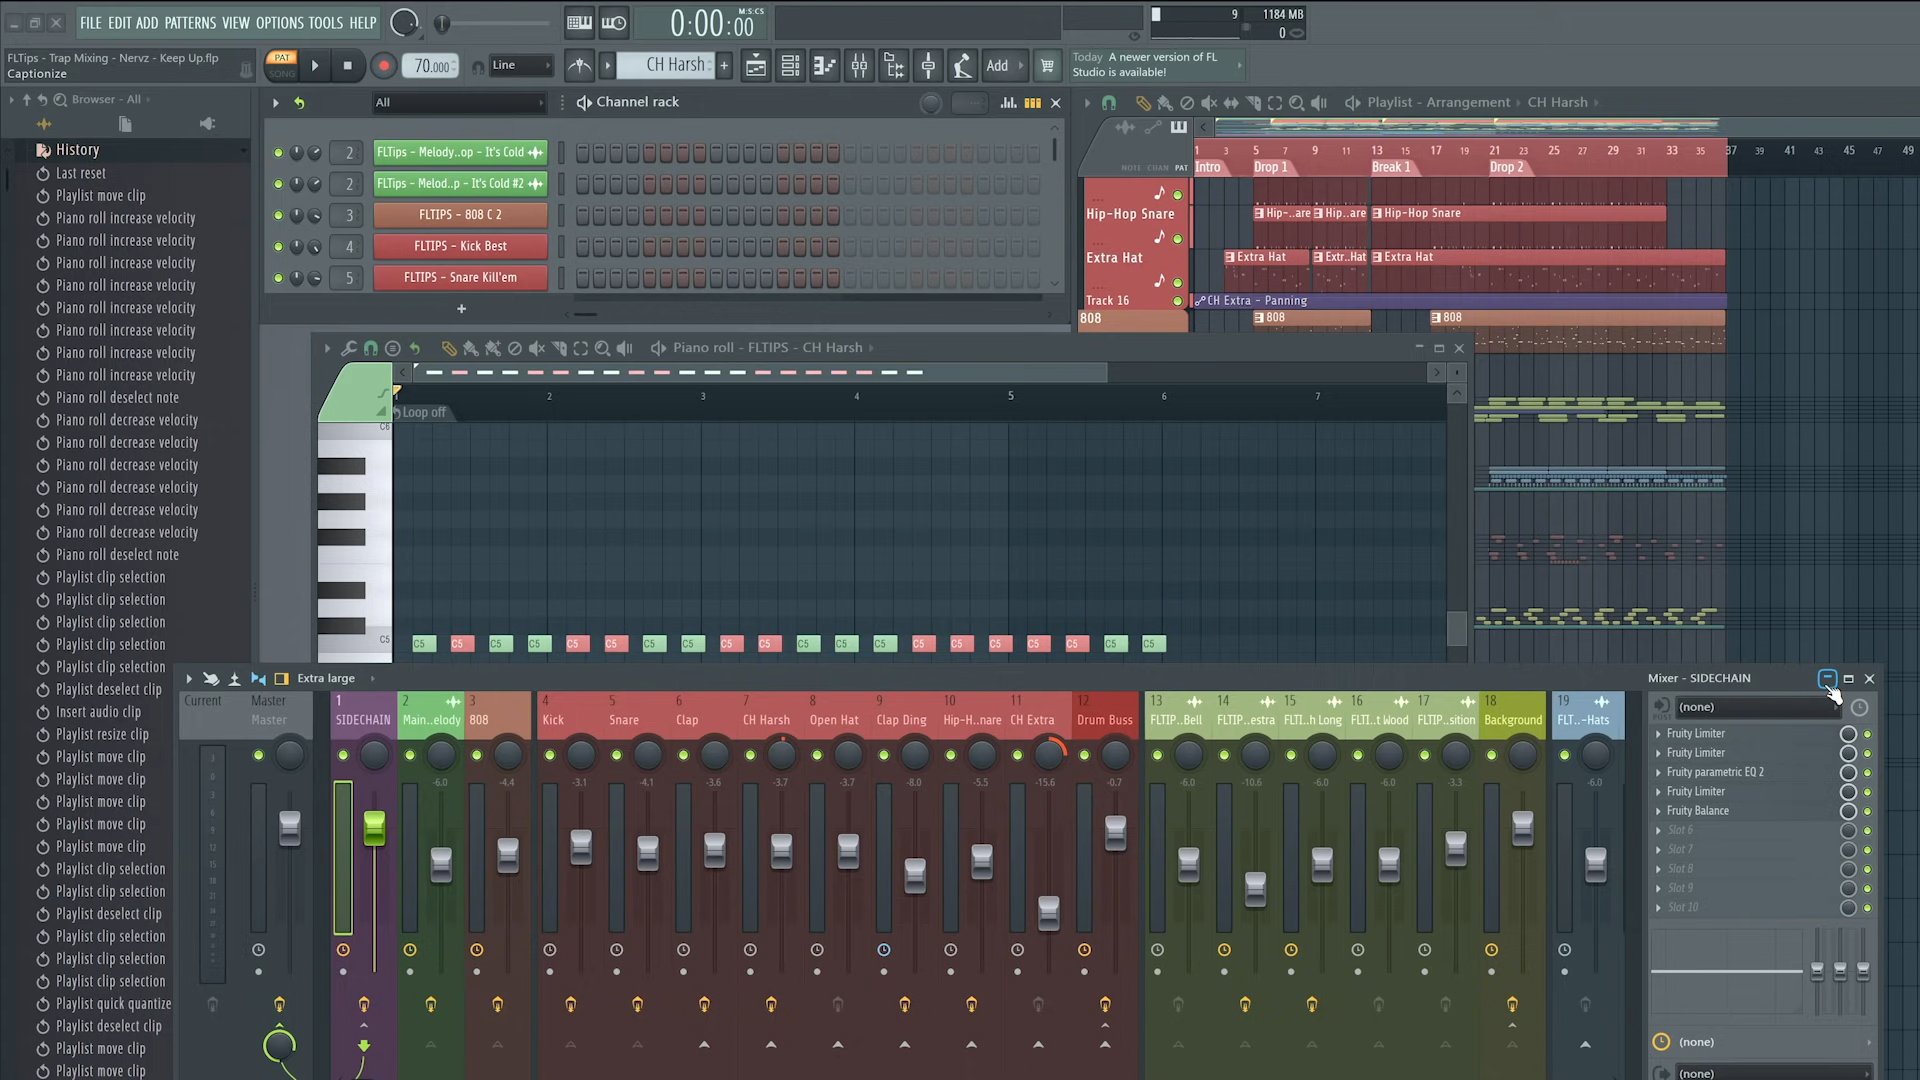 FILE EDIT ADD PATTERNS VIEW OPTIONS TOOLS HELP
0:00:00
M:S:CS
9
1184 MB
0
FLTips - Trap Mixing - Nervz - Keep Up.flp
Captionize
PAT
SONG
70.000
Line
CH Harsh
Add
Today A newer version of FL
Studio is available!
Browser - All
History
Last reset
Playlist move clip
Piano roll increase velocity
Piano roll increase velocity
Piano roll increase velocity
Piano roll increase velocity
Piano roll increase velocity
Piano roll increase velocity
Piano roll increase velocity
Piano roll increase velocity
Piano roll deselect note
Piano roll decrease velocity
Piano roll decrease velocity
Piano roll decrease velocity
Piano roll decrease velocity
Piano roll decrease velocity
Piano roll decrease velocity
Piano roll deselect note
Playlist clip selection
Playlist clip selection
Playlist clip selection
Playlist clip selection
Playlist clip selection
Playlist deselect clip
Insert audio clip
Playlist resize clip
Playlist move clip
Playlist move clip
Playlist move clip
Playlist move clip
Playlist move clip
Playlist clip selection
Playlist clip selection
Playlist deselect clip
Playlist clip selection
Playlist clip selection
Playlist clip selection
Playlist quick quantize
Playlist deselect clip
Playlist move clip
Playlist move clip
All
Channel rack
2 FLTips - Melody..op - It's Cold
2 FLTips - Melod..p - It's Cold #2
3 FLTIPS - 808 C 2
4 FLTIPS - Kick Best
5 FLTIPS - Snare Kill'em
+
Playlist - Arrangement › CH Harsh ›
NOTE CHAN PAT
1 3 5 7 9 11 13 15 17 19 21 23 25 27 29 31 33 35 37 39 41 43 45 47 49
Intro Drop 1 Break 1 Drop 2
Hip-Hop Snare
Hip-..are Hip..are Hip-Hop Snare
Extra Hat
Extra Hat Extr..Hat Extra Hat
Track 16
CH Extra - Panning
808
808 808
Piano roll - FLTIPS - CH Harsh
2 3 4 5 6 7
Loop off
C6
C5
C5 C5 C5 C5 C5 C5 C5 C5 C5 C5 C5 C5 C5 C5 C5 C5 C5 C5 C5 C5
Extra large
Mixer - SIDECHAIN
Current Master
Master
1 2 3 4 5 6 7 8 9 10 11 12 13 14 15 16 17 18 19
SIDECHAIN Main..elody 808 Kick Snare Clap CH Harsh Open Hat Clap Ding Hip-H..nare CH Extra Drum Buss FLTIP..Bell FLTIP..estra FLTI..h Long FLTI..t Wood FLTIP..sition Background FLT..-Hats
-6.0 -4.4 -3.1 -4.1 -3.6 -3.7 -3.7 -8.0 -5.5 -15.6 -0.7 -6.0 -10.6 -6.0 -6.0 -3.3 -6.0
POST
(none)
Fruity Limiter
Fruity Limiter
Fruity parametric EQ 2
Fruity Limiter
Fruity Balance
Slot 6
Slot 7
Slot 8
Slot 9
Slot 10
(none)
(none)